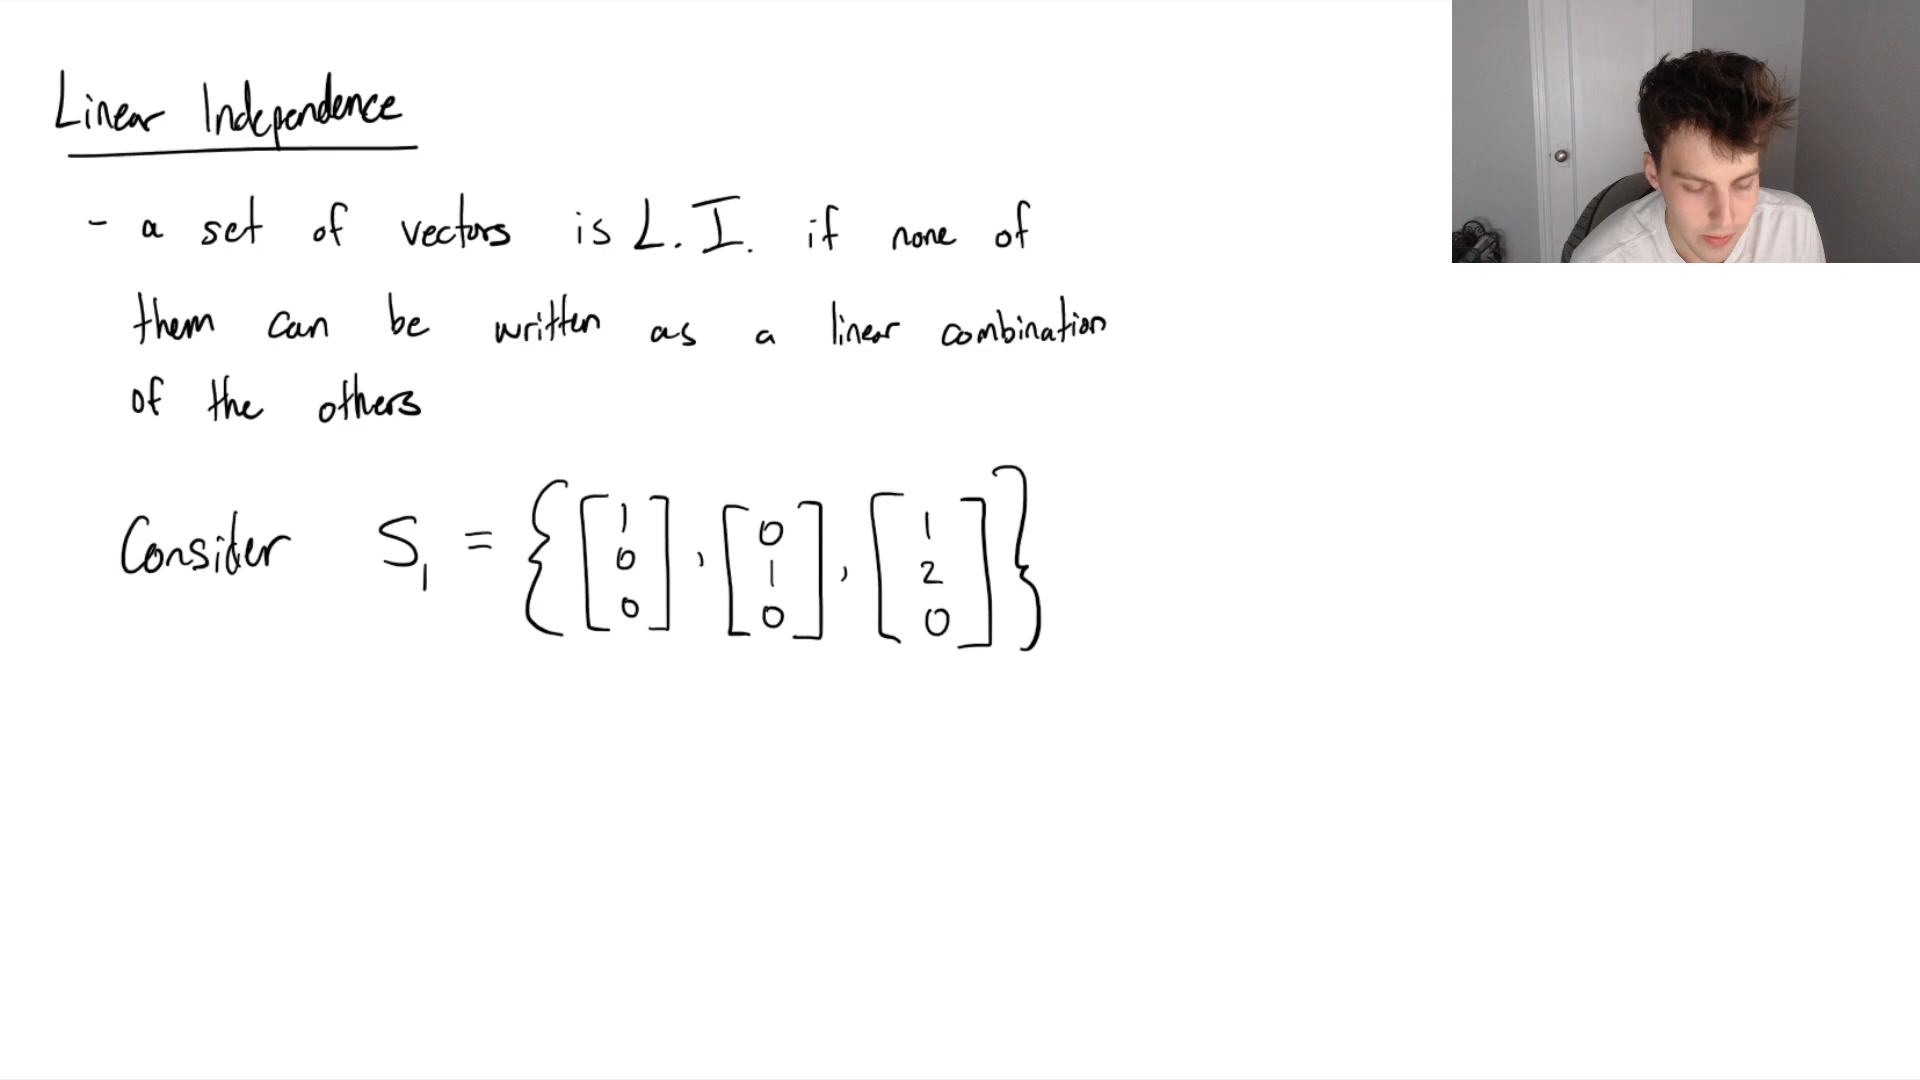 Linear Independence
- a set of vectors is L.I. if none of
them can be written as a linear combination
of the others
Consider S₁ = {[1 0 0], [0 1 0], [1 2 0]}